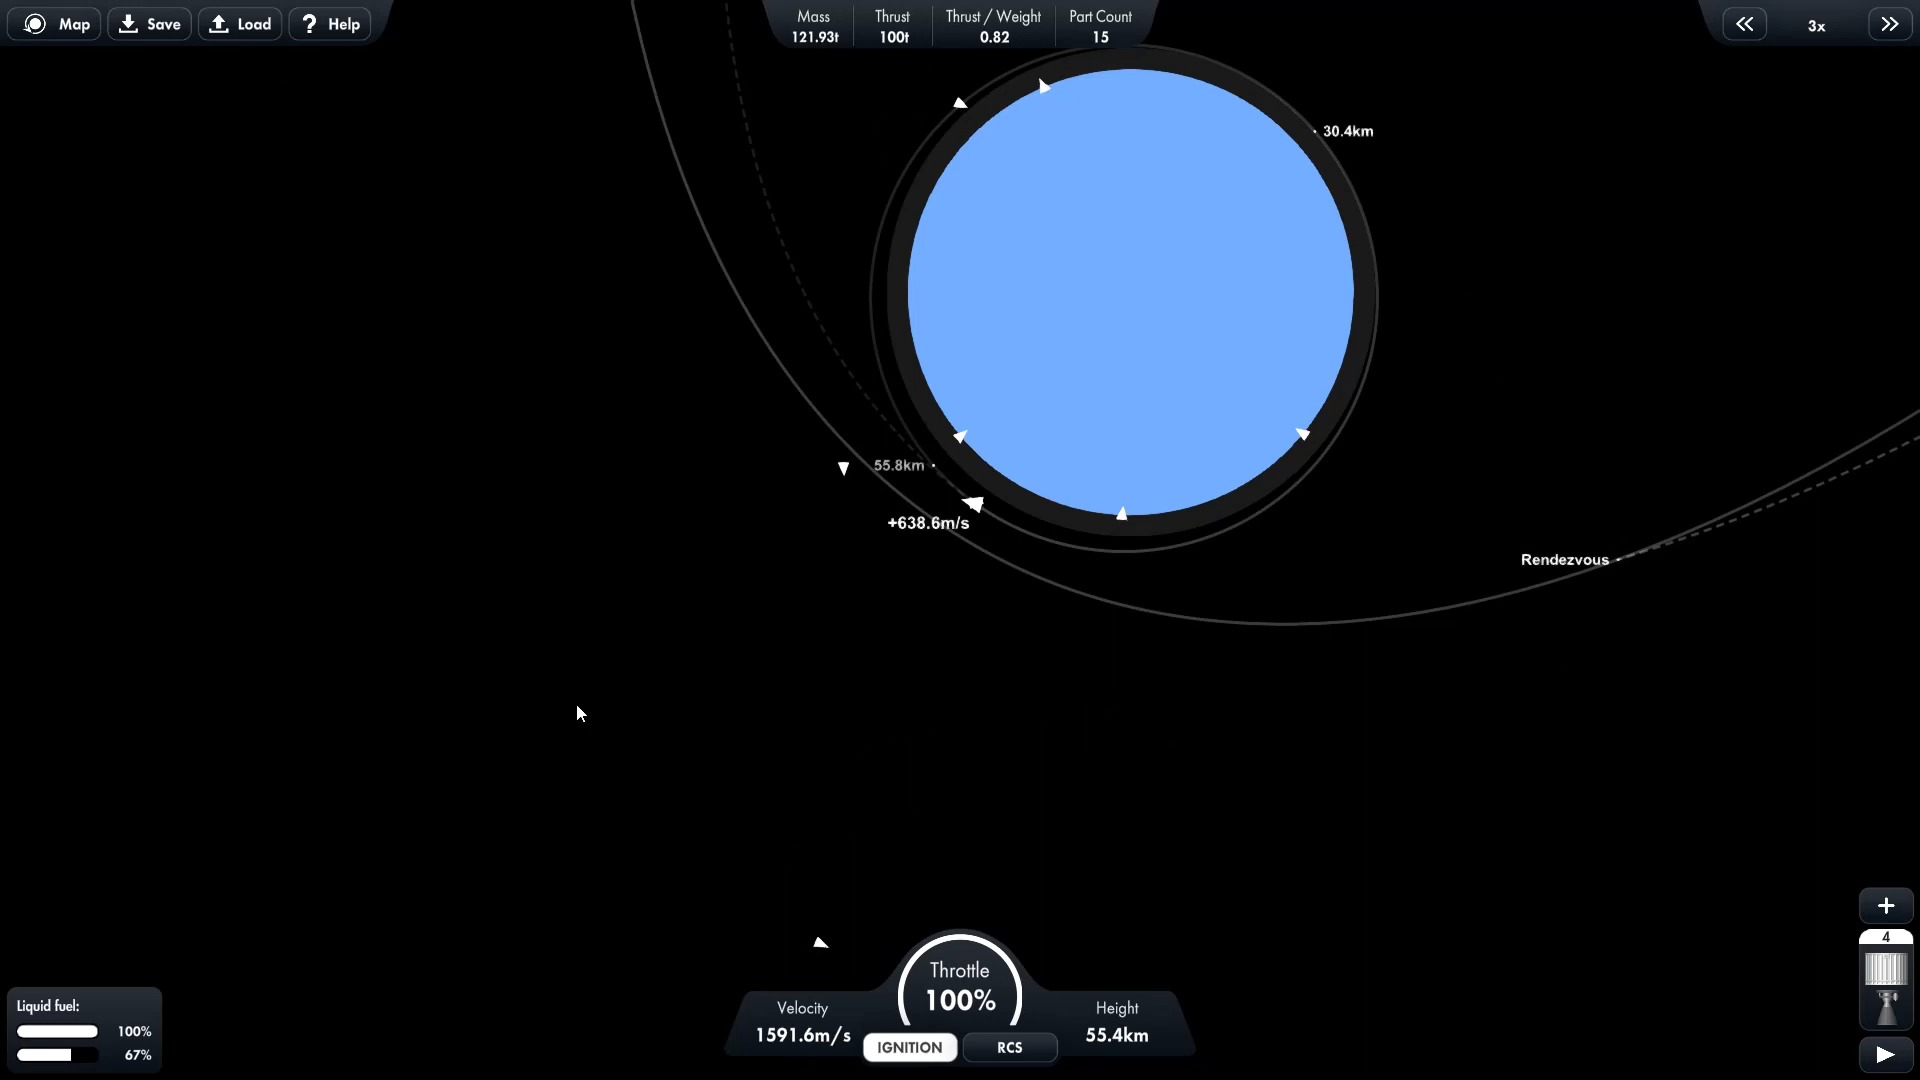 Map
Save
Load
Help
Mass
121.93t
Thrust
100t
Thrust / Weight
0.82
Part Count
15
3x
30.4km
55.8km
+638.6m/s
Rendezvous
4
Throttle
100%
Velocity
1591.6m/s
Height
55.4km
IGNITION
RCS
Liquid fuel:
100%
67%